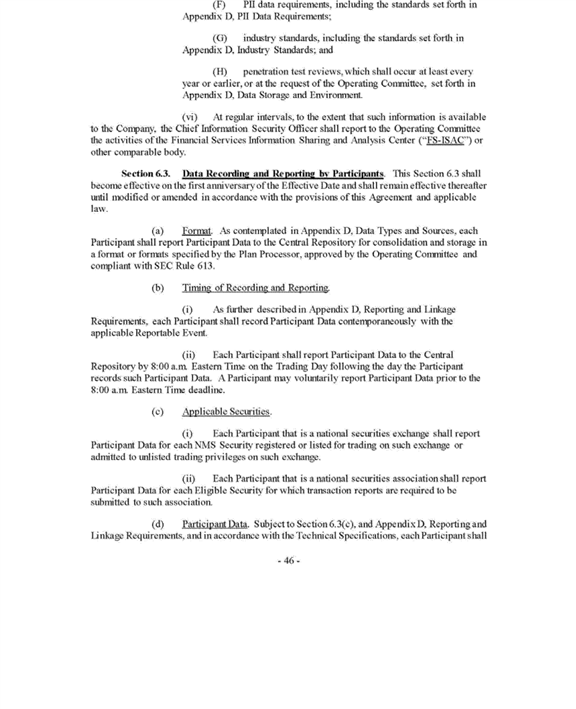 (F) PII data requirements, including the standards set forth in
Appendix D, PII Data Requirements;
(G) industry standards, including the standards set forth in
Appendix D, Industry Standards; and
(H) penetration test reviews, which shall occur at least every
year or earlier, or at the request of the Operating Committee, set forth in
Appendix D, Data Storage and Environment.
(vi) At regular intervals, to the extent that such information is available
to the Company, the Chief Information Security Officer shall report to the Operating Committee
the activities of the Financial Services Information Sharing and Analysis Center (“FS-ISAC”) or
other comparable body.
Section 6.3. Data Recording and Reporting by Participants. This Section 6.3 shall
become effective on the first anniversary of the Effective Date and shall remain effective thereafter
until modified or amended in accordance with the provisions of this Agreement and applicable
law.
(a) Format. As contemplated in Appendix D, Data Types and Sources, each
Participant shall report Participant Data to the Central Repository for consolidation and storage in
a format or formats specified by the Plan Processor, approved by the Operating Committee and
compliant with SEC Rule 613.
(b) Timing of Recording and Reporting.
(i) As further described in Appendix D, Reporting and Linkage
Requirements, each Participant shall record Participant Data contemporaneously with the
applicable Reportable Event.
(ii) Each Participant shall report Participant Data to the Central
Repository by 8:00 a.m. Eastern Time on the Trading Day following the day the Participant
records such Participant Data. A Participant may voluntarily report Participant Data prior to the
8:00 a.m. Eastern Time deadline.
(c) Applicable Securities.
(i) Each Participant that is a national securities exchange shall report
Participant Data for each NMS Security registered or listed for trading on such exchange or
admitted to unlisted trading privileges on such exchange.
(ii) Each Participant that is a national securities association shall report
Participant Data for each Eligible Security for which transaction reports are required to be
submitted to such association.
(d) Participant Data. Subject to Section 6.3(c), and Appendix D, Reporting and
Linkage Requirements, and in accordance with the Technical Specifications, each Participant shall
- 46 -